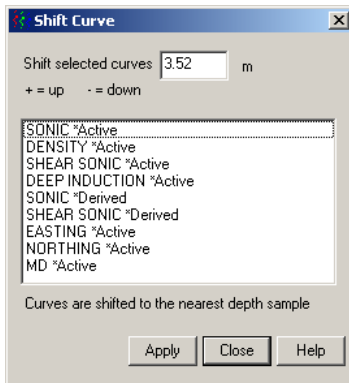 Shift Curve
Shift selected curves 3.52 m
+ = up - = down
SONIC *Active
DENSITY *Active
SHEAR SONIC *Active
DEEP INDUCTION *Active
SONIC *Derived
SHEAR SONIC *Derived
EASTING *Active
NORTHING *Active
MD *Active
Curves are shifted to the nearest depth sample
Apply Close Help